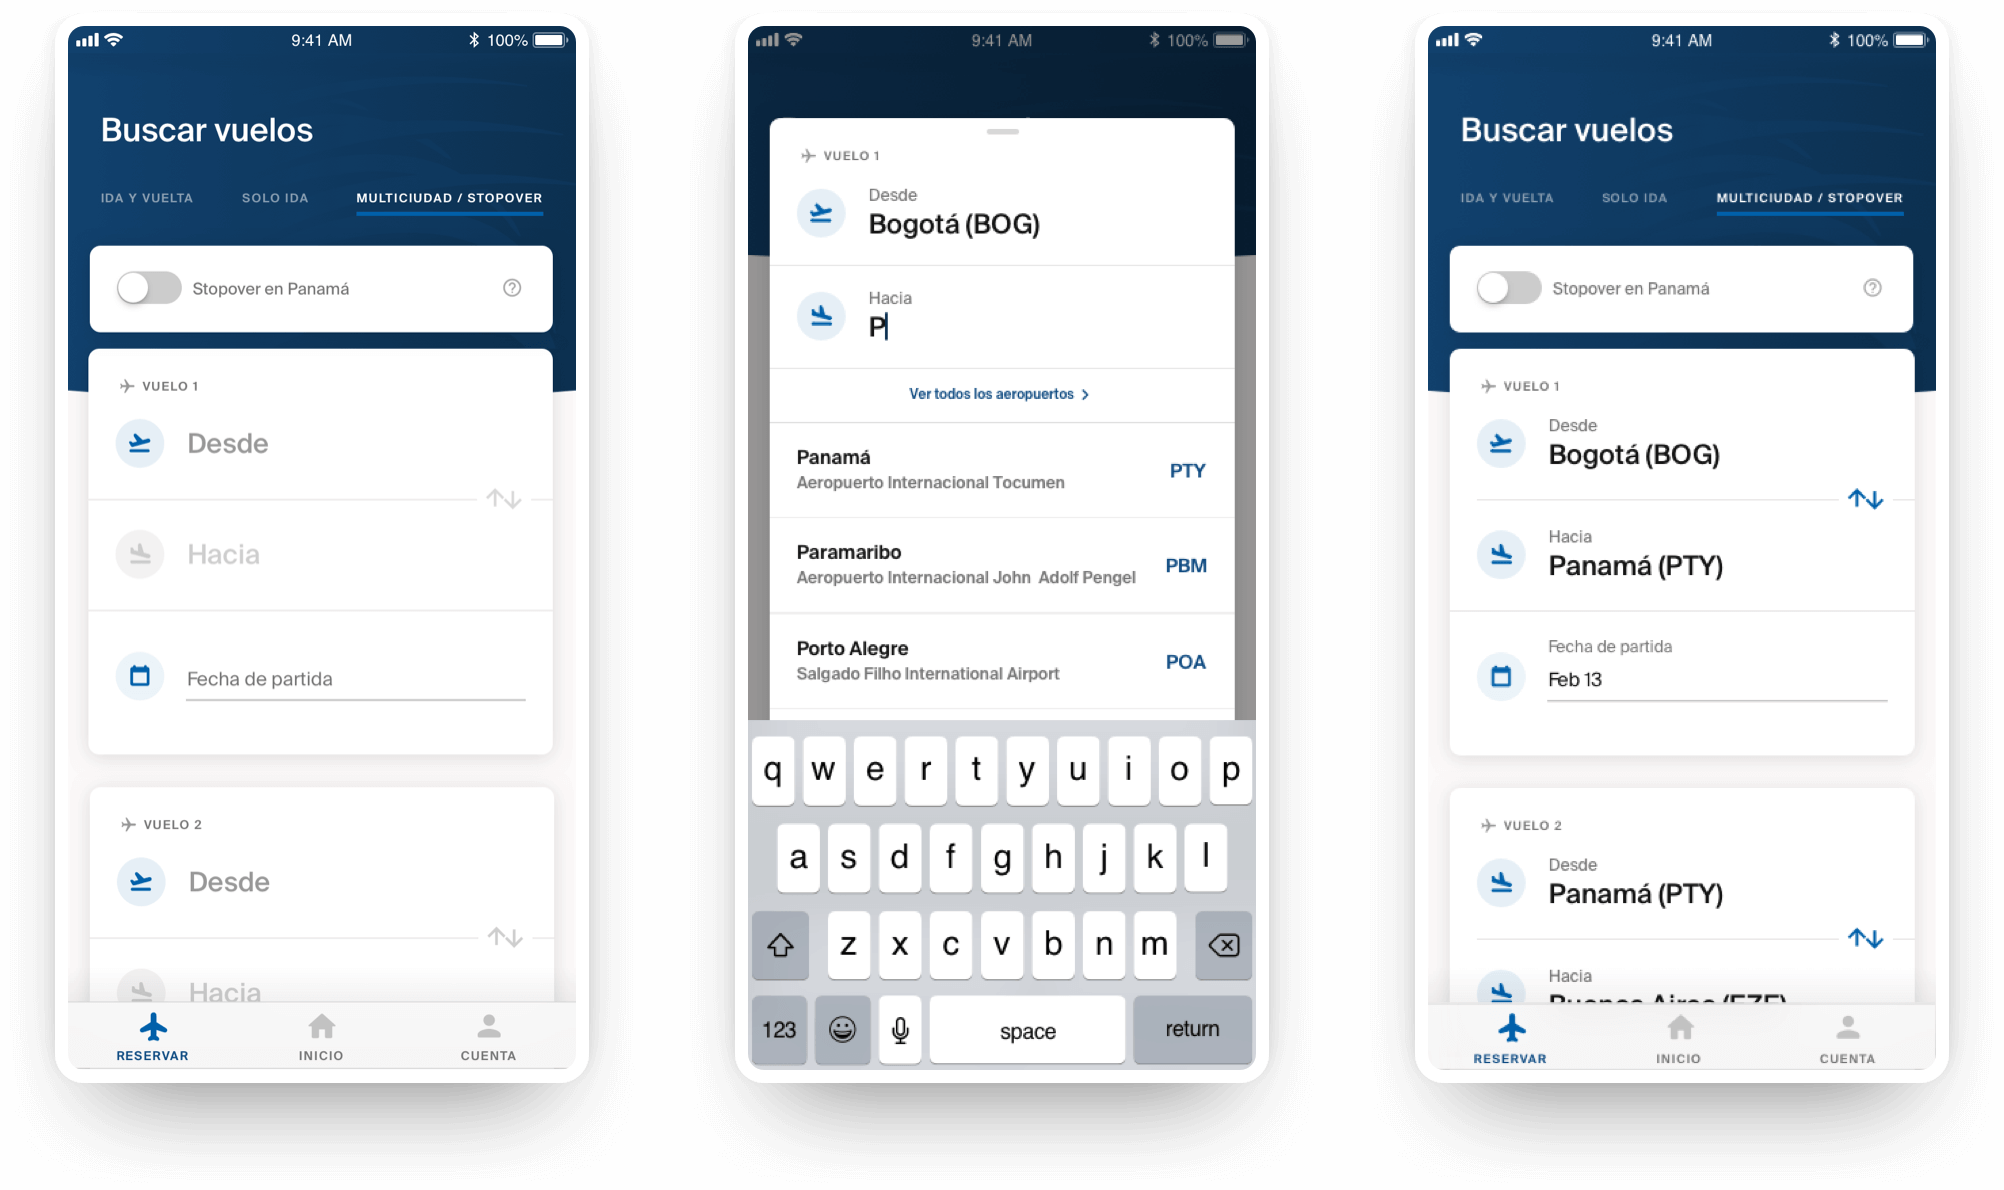 9:41 AM
100%
Buscar vuelos
IDA Y VUELTA
SOLO IDA
MULTICIUDAD / STOPOVER
Stopover en Panamá
?
VUELO 1
Desde
Hacia
Fecha de partida
VUELO 2
Desde
Hacia
RESERVAR
INICIO
CUENTA
9:41 AM
100%
VUELO 1
Desde
Bogotá (BOG)
Hacia
P
Ver todos los aeropuertos >
Panamá
Aeropuerto Internacional Tocumen
PTY
Paramaribo
Aeropuerto Internacional John Adolf Pengel
PBM
Porto Alegre
Salgado Filho International Airport
POA
q w e r t y u i o p
a s d f g h j k l
z x c v b n m
123
space
return
9:41 AM
100%
Buscar vuelos
IDA Y VUELTA
SOLO IDA
MULTICIUDAD / STOPOVER
Stopover en Panamá
?
VUELO 1
Desde
Bogotá (BOG)
Hacia
Panamá (PTY)
Fecha de partida
Feb 13
VUELO 2
Desde
Panamá (PTY)
Hacia
Buenos Aires (EZE)
RESERVAR
INICIO
CUENTA